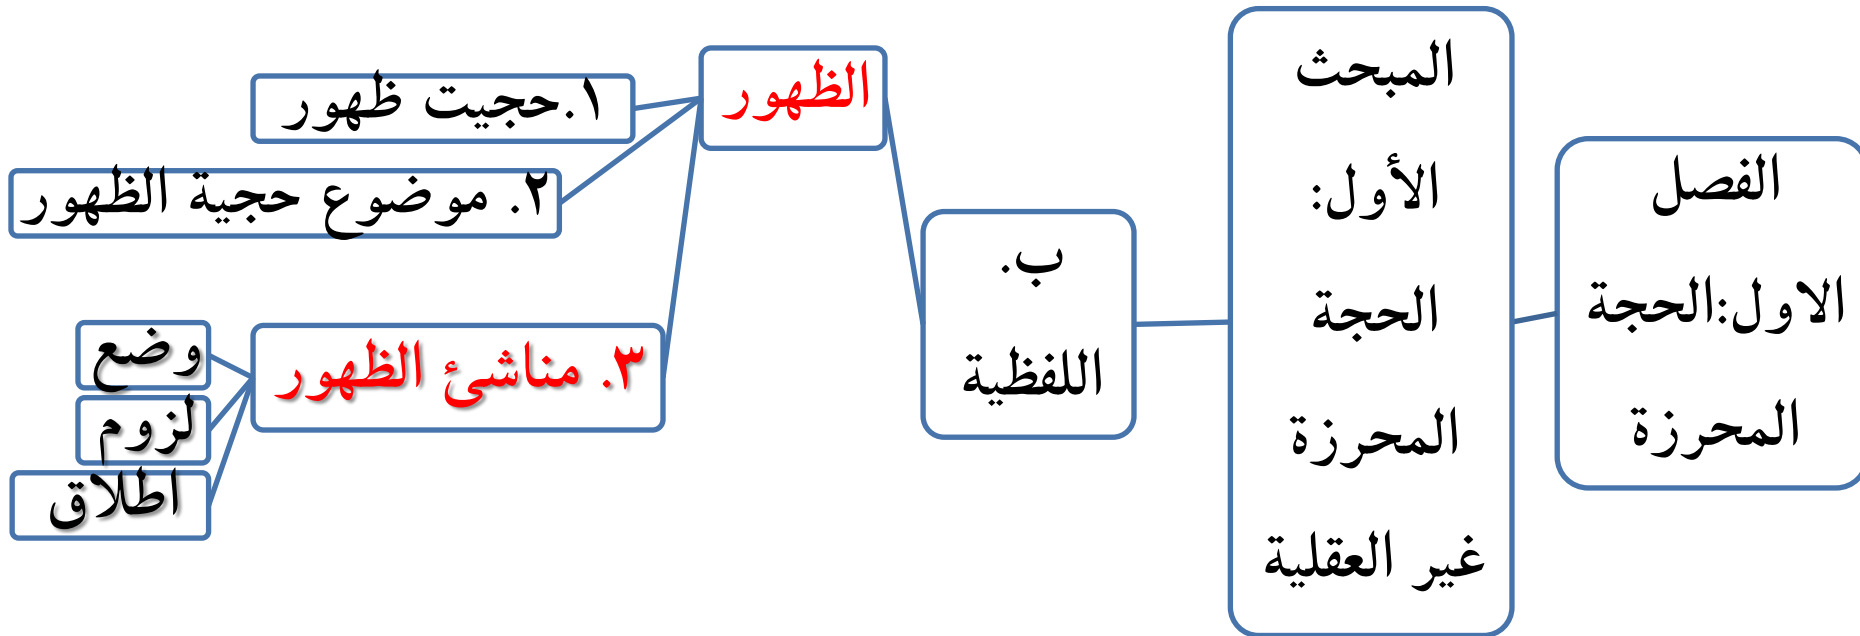 الفصل
الاول:الحجة
المحرزة
المبحث
الأول:
الحجة
المحرزة
غير العقلية
ب.
اللفظية
الظهور
١.حجيت ظهور
٢. موضوع حجية الظهور
٣. مناشئ الظهور
وضع
لزوم
اطلاق